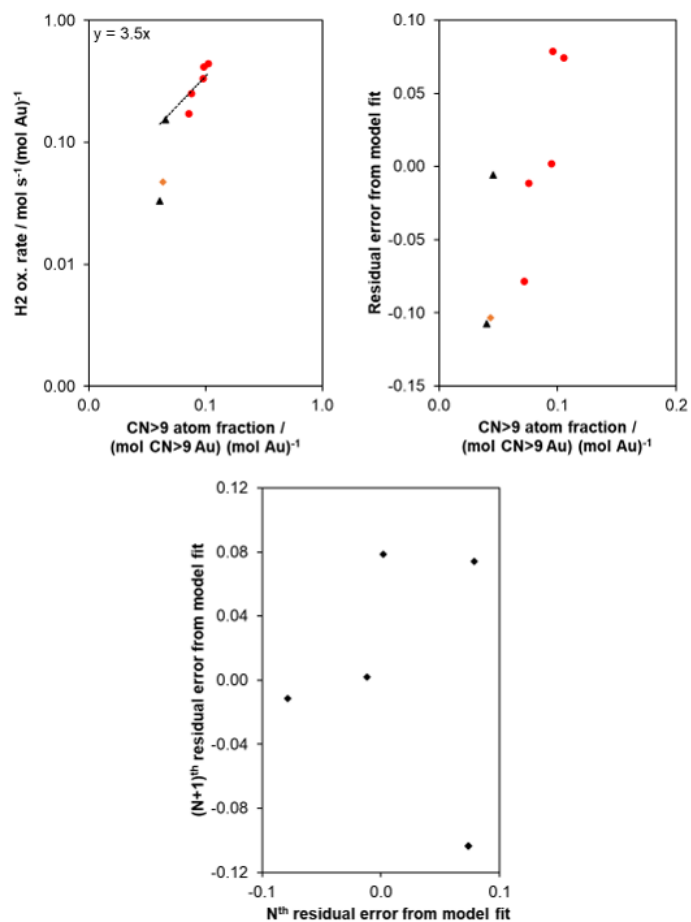 y = 3.5x
1.00
0.10
0.01
0.00
H2 ox. rate / mol s⁻¹ (mol Au)⁻¹
0.0
0.1
1.0
CN>9 atom fraction /
(mol CN>9 Au) (mol Au)⁻¹
0.10
0.05
0.00
-0.05
-0.10
-0.15
Residual error from model fit
0.0
0.1
0.2
CN>9 atom fraction /
(mol CN>9 Au) (mol Au)⁻¹
0.12
0.08
0.04
0.00
-0.04
-0.08
-0.12
(N+1)ᵗʰ residual error from model fit
-0.1
0.0
0.1
Nᵗʰ residual error from model fit